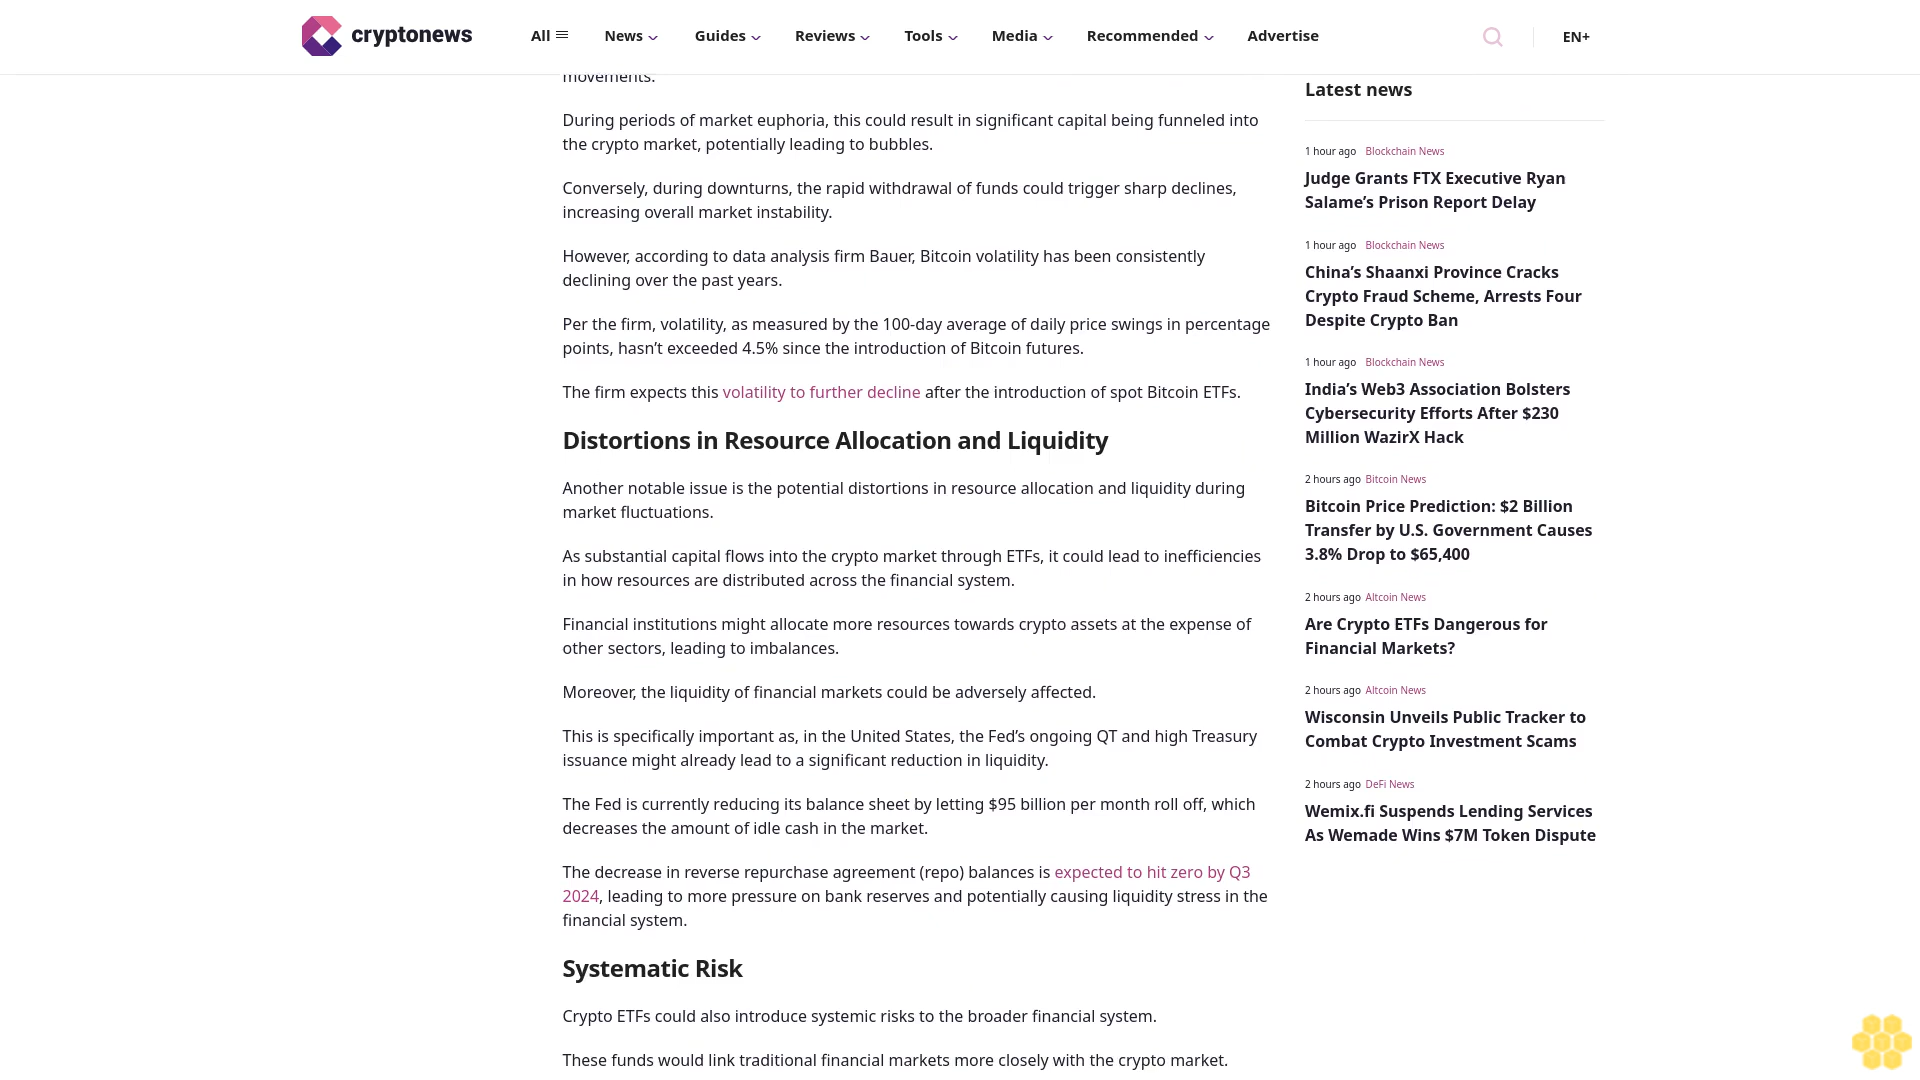 cryptonews
All
News
Guides
Reviews
Tools
Media
Recommended
Advertise
EN+
movements.
During periods of market euphoria, this could result in significant capital being funneled into
the crypto market, potentially leading to bubbles.
Conversely, during downturns, the rapid withdrawal of funds could trigger sharp declines,
increasing overall market instability.
However, according to data analysis firm Bauer, Bitcoin volatility has been consistently
declining over the past years.
Per the firm, volatility, as measured by the 100-day average of daily price swings in percentage
points, hasn’t exceeded 4.5% since the introduction of Bitcoin futures.
The firm expects this volatility to further decline after the introduction of spot Bitcoin ETFs.
Distortions in Resource Allocation and Liquidity
Another notable issue is the potential distortions in resource allocation and liquidity during
market fluctuations.
As substantial capital flows into the crypto market through ETFs, it could lead to inefficiencies
in how resources are distributed across the financial system.
Financial institutions might allocate more resources towards crypto assets at the expense of
other sectors, leading to imbalances.
Moreover, the liquidity of financial markets could be adversely affected.
This is specifically important as, in the United States, the Fed’s ongoing QT and high Treasury
issuance might already lead to a significant reduction in liquidity.
The Fed is currently reducing its balance sheet by letting $95 billion per month roll off, which
decreases the amount of idle cash in the market.
The decrease in reverse repurchase agreement (repo) balances is expected to hit zero by Q3
2024, leading to more pressure on bank reserves and potentially causing liquidity stress in the
financial system.
Systematic Risk
Crypto ETFs could also introduce systemic risks to the broader financial system.
These funds would link traditional financial markets more closely with the crypto market.
Latest news
1 hour ago Blockchain News
Judge Grants FTX Executive Ryan
Salame’s Prison Report Delay
1 hour ago Blockchain News
China’s Shaanxi Province Cracks
Crypto Fraud Scheme, Arrests Four
Despite Crypto Ban
1 hour ago Blockchain News
India’s Web3 Association Bolsters
Cybersecurity Efforts After $230
Million WazirX Hack
2 hours ago Bitcoin News
Bitcoin Price Prediction: $2 Billion
Transfer by U.S. Government Causes
3.8% Drop to $65,400
2 hours ago Altcoin News
Are Crypto ETFs Dangerous for
Financial Markets?
2 hours ago Altcoin News
Wisconsin Unveils Public Tracker to
Combat Crypto Investment Scams
2 hours ago DeFi News
Wemix.fi Suspends Lending Services
As Wemade Wins $7M Token Dispute